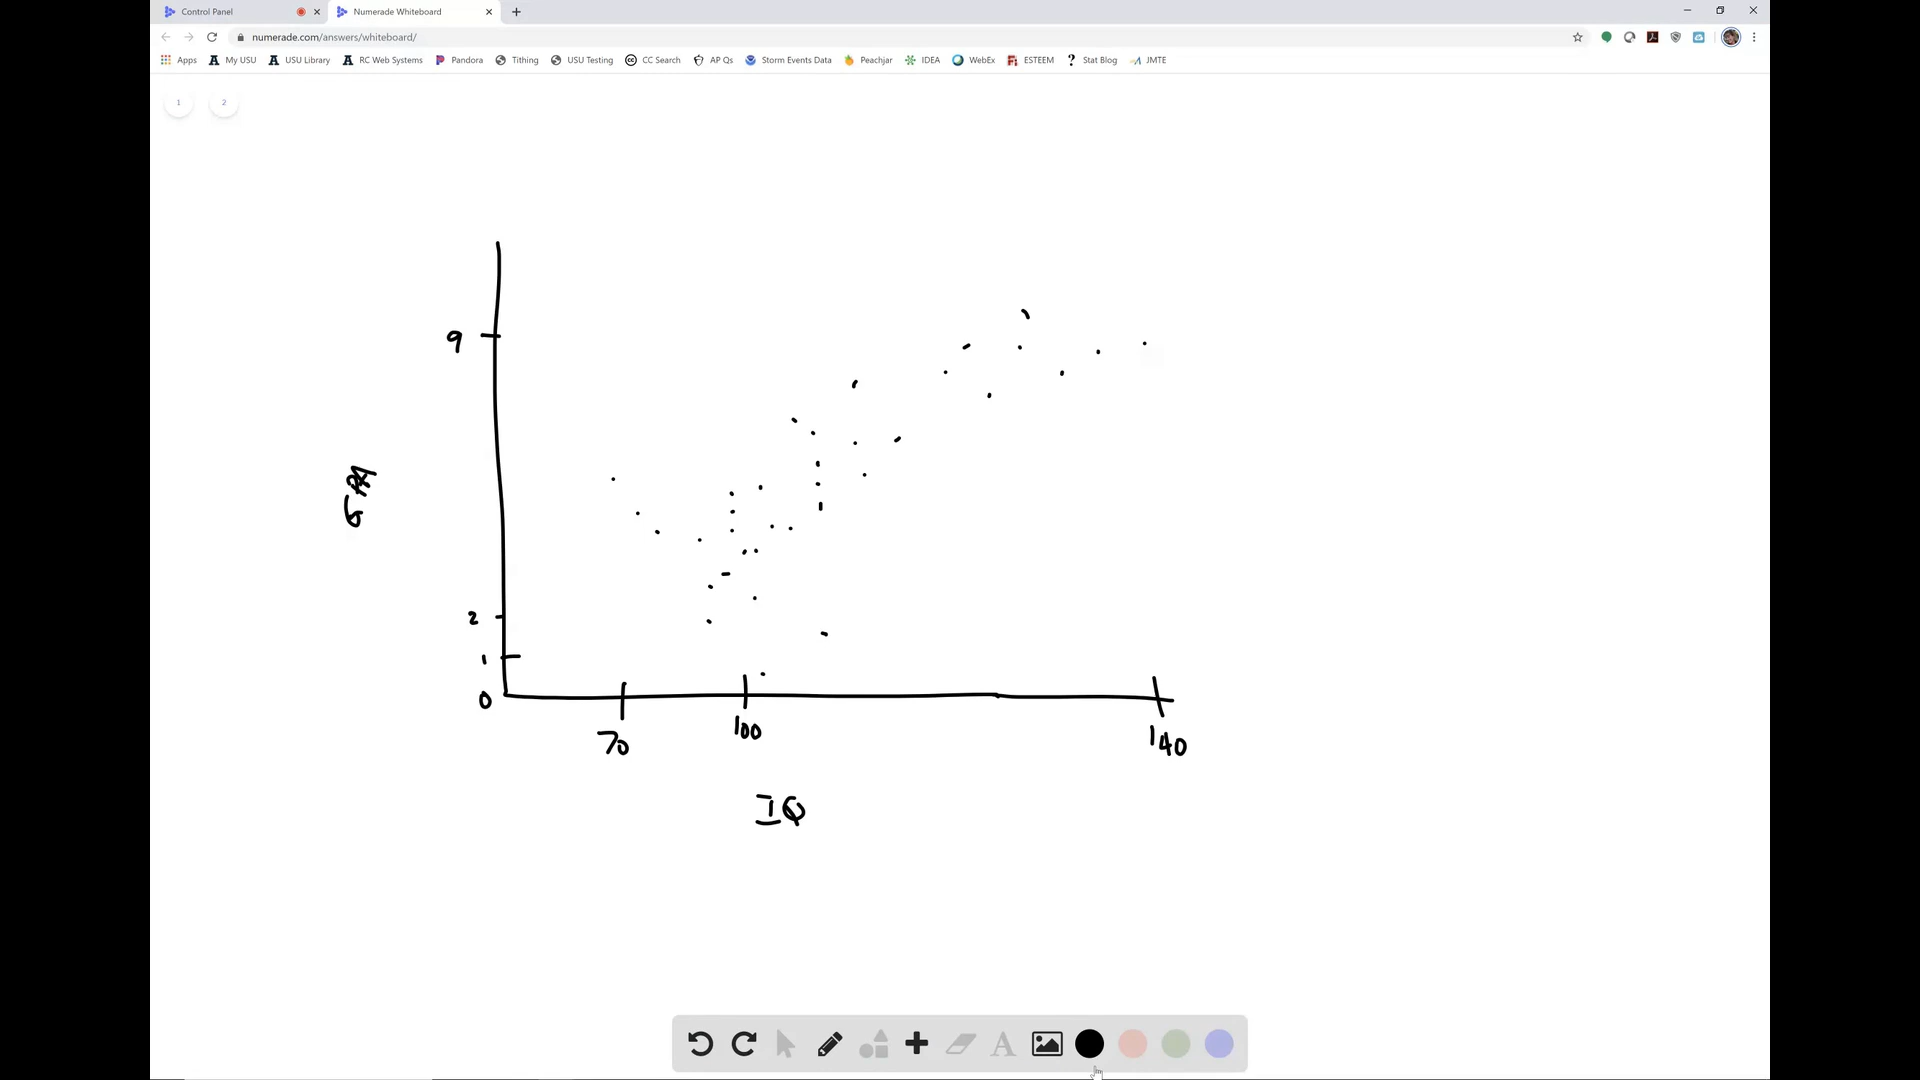 Control Panel
Numerade Whiteboard
numerade.com/answers/whiteboard/
Apps My USU USU Library RC Web Systems Pandora Tithing USU Testing CC Search AP Qs Storm Events Data Peachjar IDEA WebEx ESTEEM Stat Blog JMTE
1 2
9
GPA
2
1
0
70 100 140
IQ